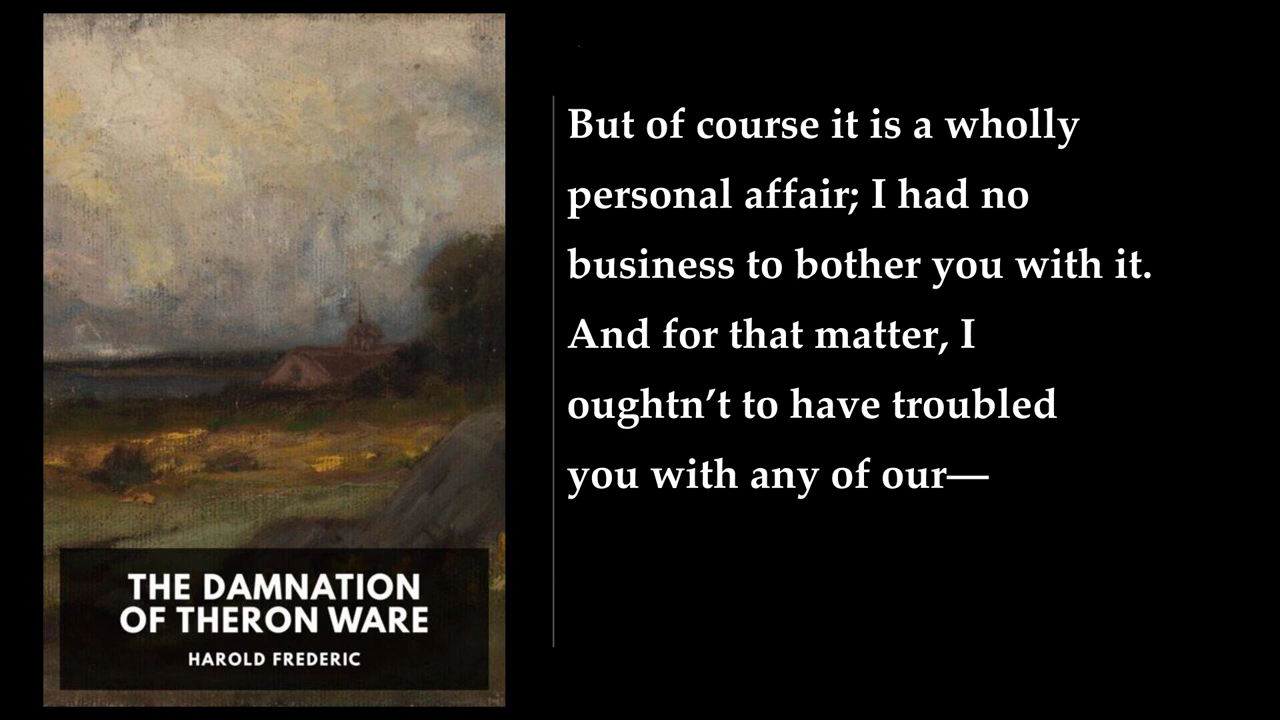 But of course it is a wholly
personal affair; I had no
business to bother you with it.
And for that matter, I
oughtn’t to have troubled
you with any of our—
THE DAMNATION
OF THERON WARE
HAROLD FREDERIC